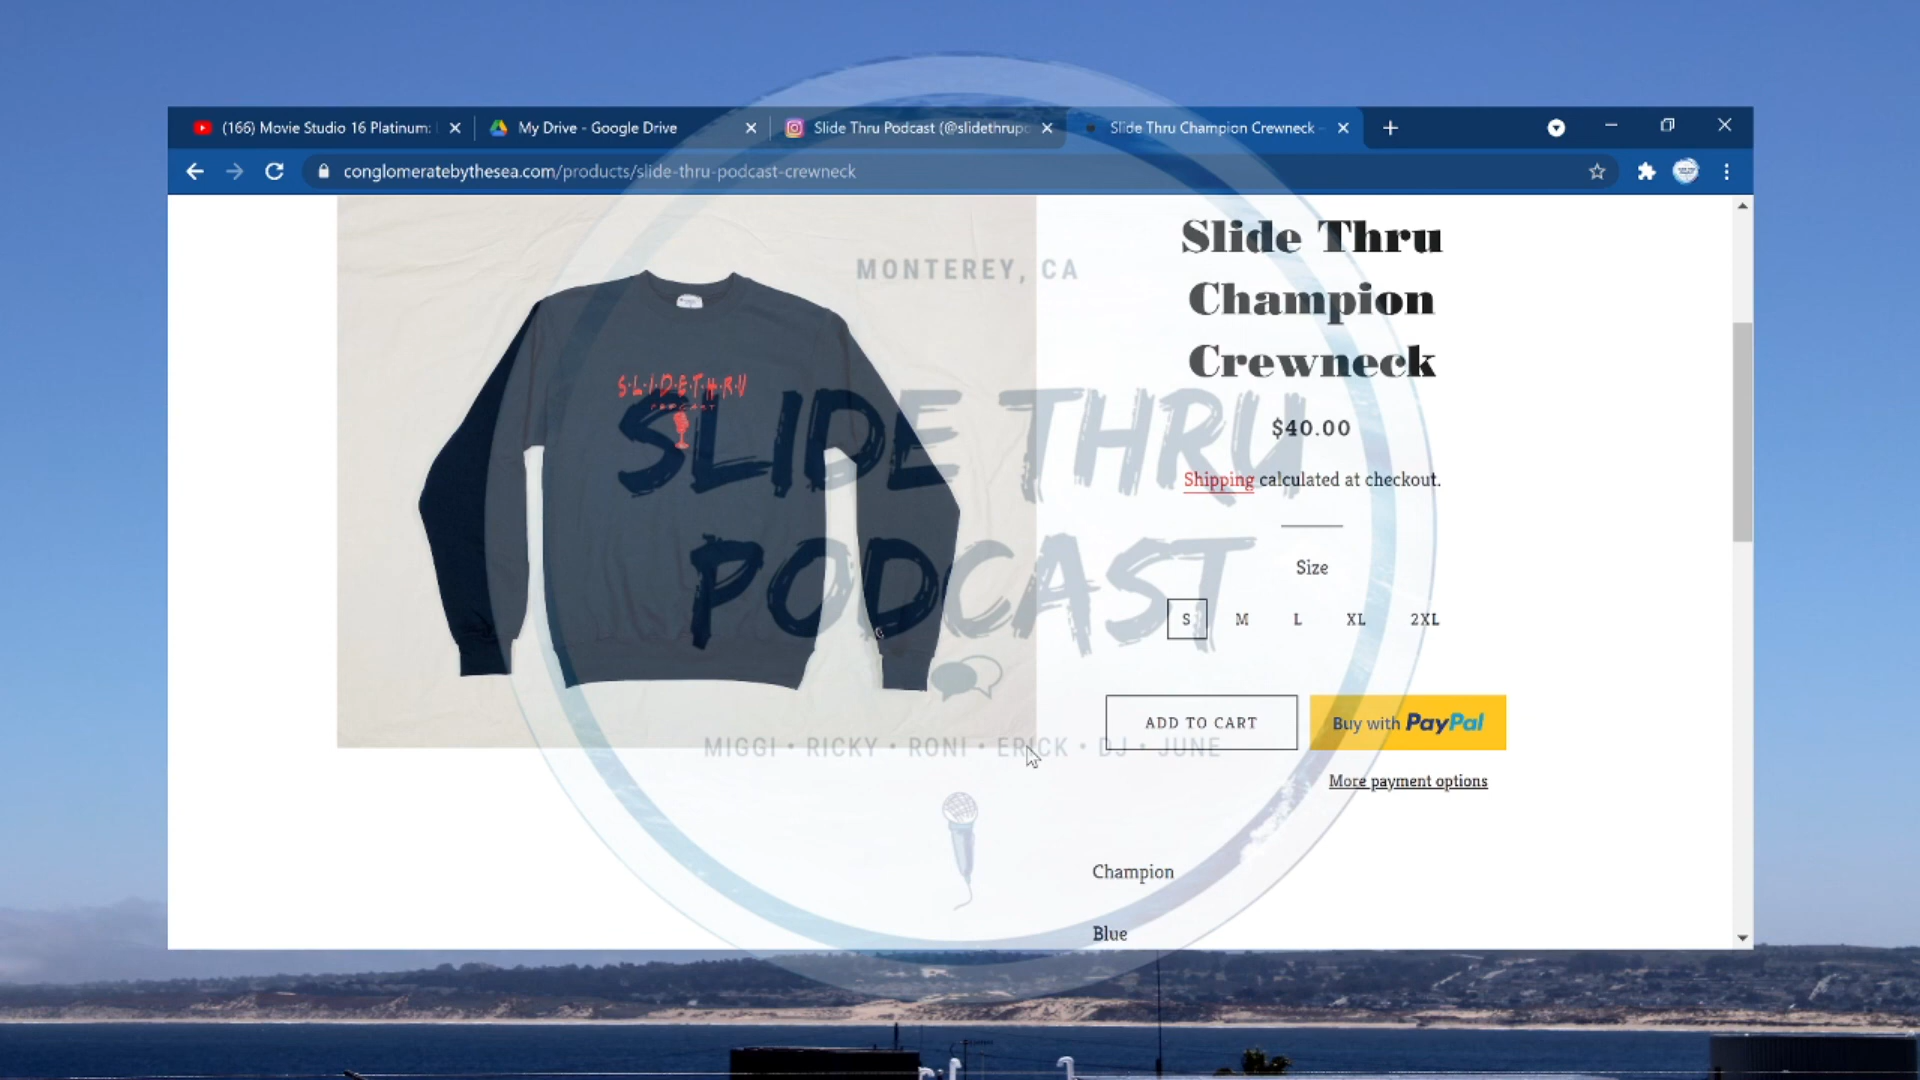 (166) Movie Studio 16 Platinum:
My Drive - Google Drive
Slide Thru Podcast (@slidethrupo
Slide Thru Champion Crewneck -
conglomeratebythesea.com/products/slide-thru-podcast-crewneck
MONTEREY, CA
Slide Thru
Champion
Crewneck
S·L·I·D·E·T·H·R·U
PODCAST
SLIDE THRU
PODCAST
$40.00
Shipping calculated at checkout.
Size
S M L XL 2XL
ADD TO CART
Buy with PayPal
More payment options
MIGGI • RICKY • RONI • ERICK • DJ • JUNE
Champion
Blue